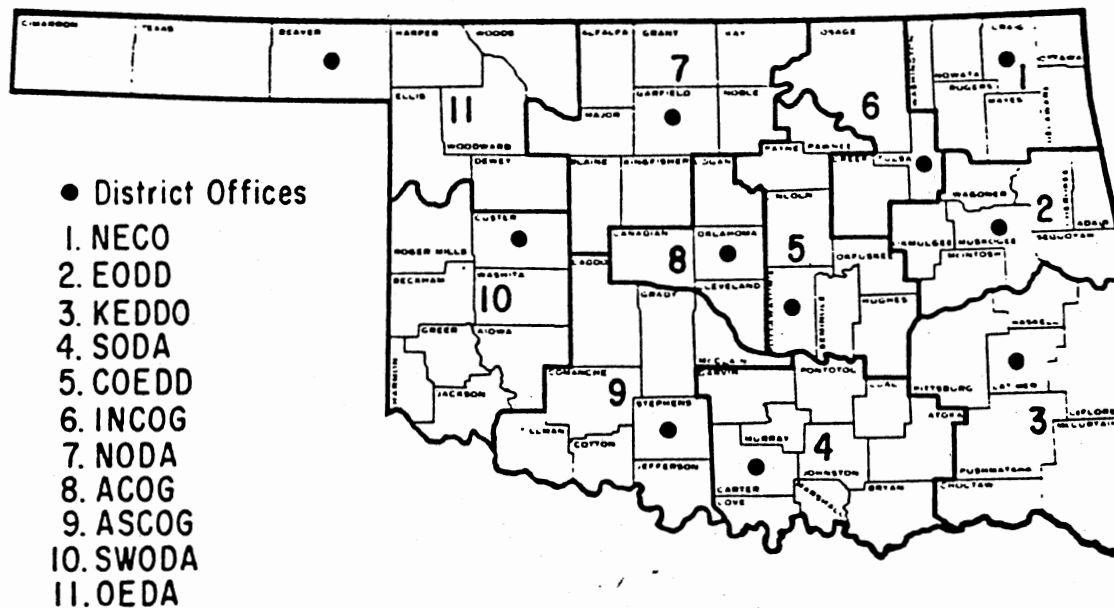 CIMARRON TEXAS BEAVER HARPER WOODS ALFALFA GRANT KAY OSAGE WASHINGTON CRAIG
OTTAWA
NOWATA
ROGERS
MAYES
DELAWARE
7
1
ELLIS
11
MAJOR
GARFIELD
NOBLE
6
WOODWARD
DEWEY
BLAINE
KINGFISHER
LOGAN
PAYNE
PAWNEE
CREEK
TULSA
● District Offices
1. NECO
2. EODD
3. KEDDO
4. SODA
5. COEDD
6. INCOG
7. NODA
8. ACOG
9. ASCOG
10. SWODA
11. OEDA
LINCOLN
WAGONER
CHEROKEE
2
ADAIR
CUSTER
ROGER MILLS
CANADIAN
8
OKLAHOMA
5
OKMULGEE
MUSKOGEE
SEQUOYAH
OKFUSKEE
McINTOSH
BECKHAM
WASHITA
CADDO
GRADY
CLEVELAND
SEMINOLE
HUGHES
10
HASKELL
GREER
KIOWA
HARMON
JACKSON
COMANCHE
9
McCLAIN
GARVIN
PONTOTOC
COAL
PITTSBURG
LATIMER
LEFLORE
TILLMAN
COTTON
STEPHENS
MURRAY
4
ATOKA
3
McCURTAIN
JEFFERSON
CARTER
JOHNSTON
PUSHMATAHA
LOVE
MARSHALL
BRYAN
CHOCTAW